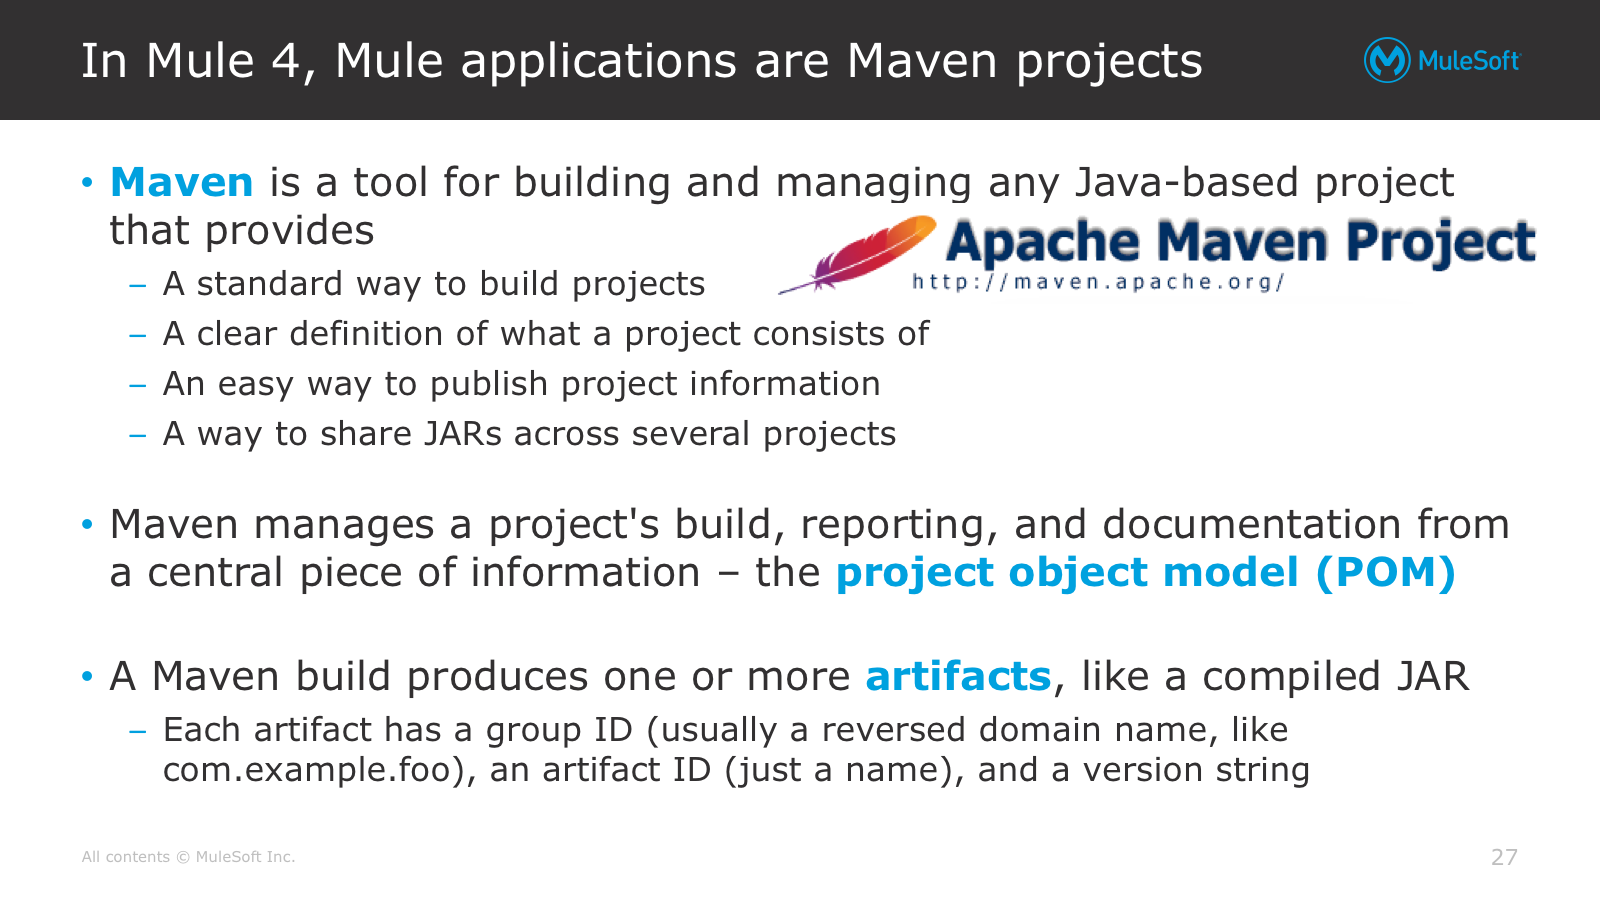 In Mule 4, Mule applications are Maven projects
MuleSoft
• Maven is a tool for building and managing any Java-based project
that provides
Apache Maven Project
http://maven.apache.org/
– A standard way to build projects
– A clear definition of what a project consists of
– An easy way to publish project information
– A way to share JARs across several projects
• Maven manages a project's build, reporting, and documentation from
a central piece of information – the project object model (POM)
• A Maven build produces one or more artifacts, like a compiled JAR
– Each artifact has a group ID (usually a reversed domain name, like
com.example.foo), an artifact ID (just a name), and a version string
All contents © MuleSoft Inc.
27